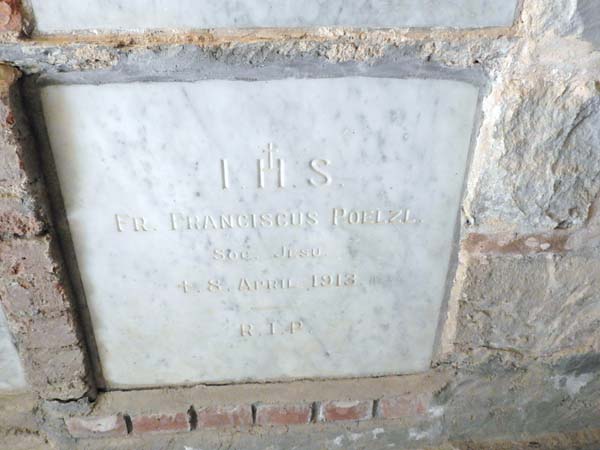 I.H.S.
FR. FRANCISCUS POELZL.
SOC. JESU.
† 8. APRIL 1913.
R.I.P.